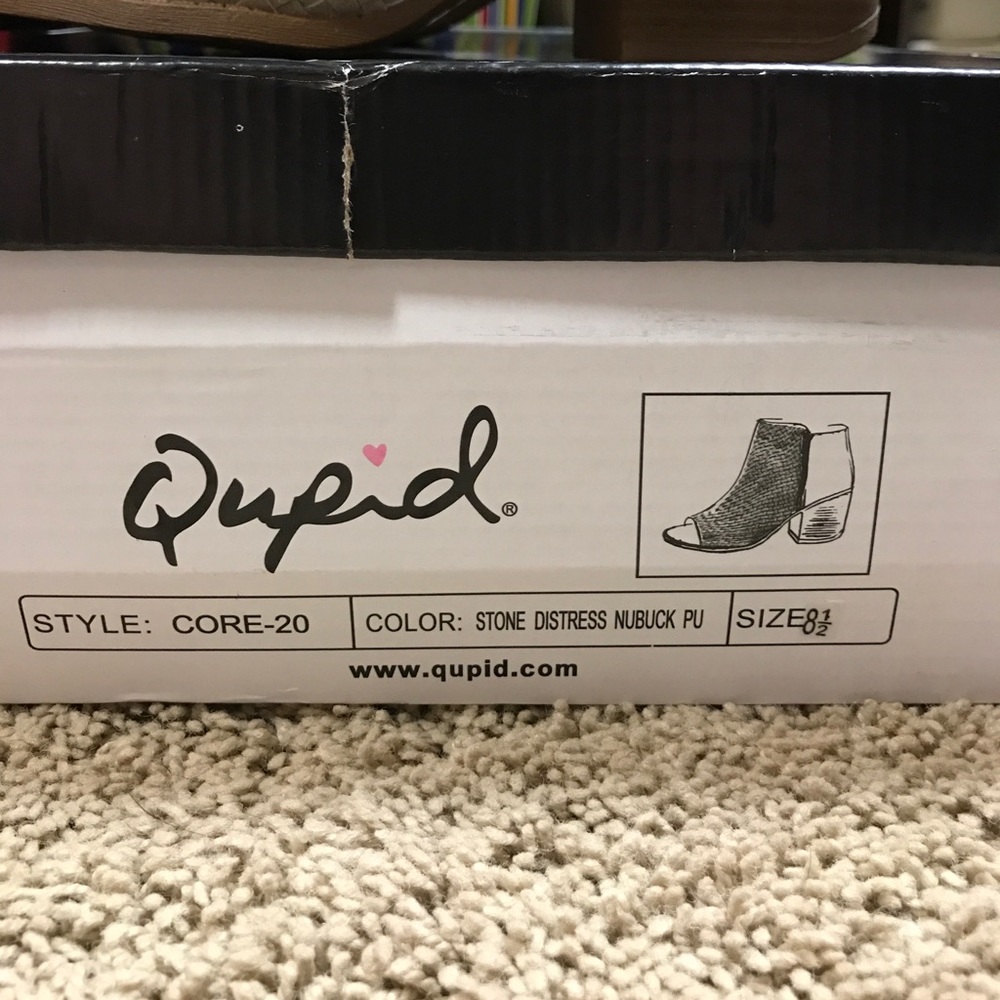 Qupid®
STYLE: CORE-20 COLOR: STONE DISTRESS NUBUCK PU SIZE 8½
www.qupid.com